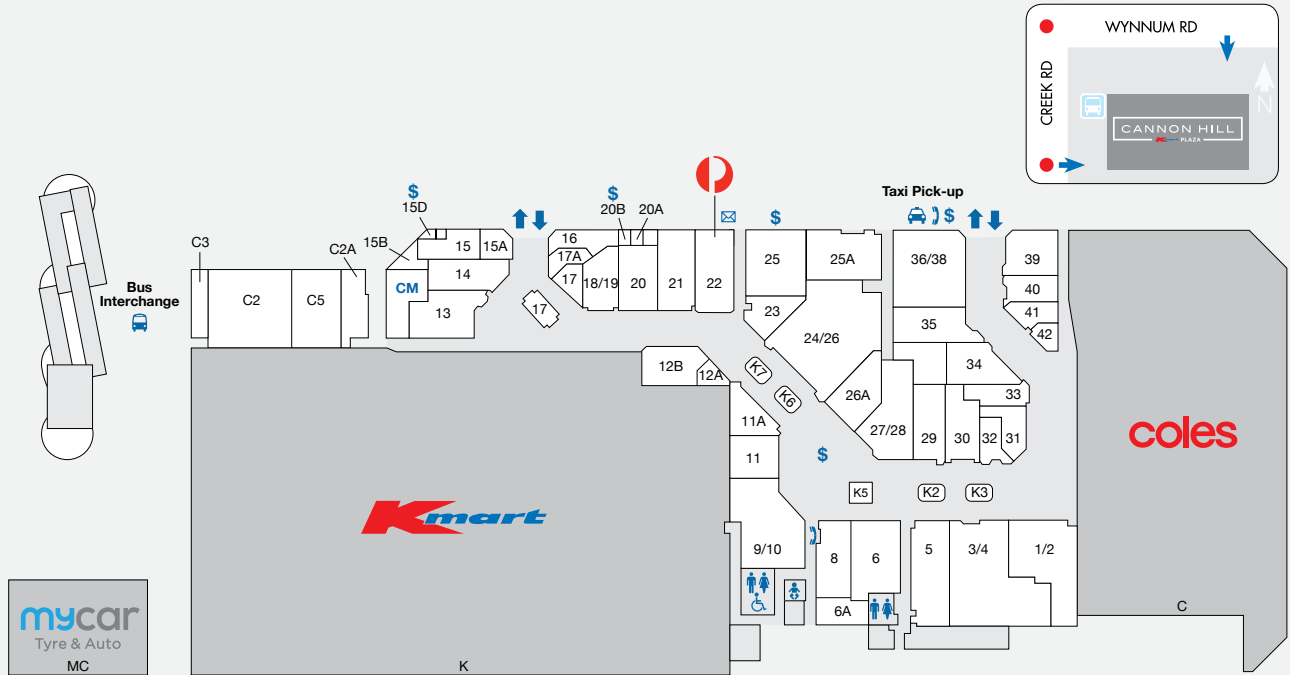 WYNNUM RD
CREEK RD
N
CANNON HILL
Kmart PLAZA
Taxi Pick-up
$
$
$
$
15D
20B
20A
15B
C3
C2A
15
15A
16
17A
17
18/19
20
21
22
25
25A
36/38
39
40
41
42
Bus
Interchange
C2
C5
CM
14
13
17
23
24/26
35
34
33
12B
12A
K7
K6
26A
27/28
29
30
32
31
11A
11
$
K5
K2
K3
coles
Kmart
9/10
8
6
5
3/4
1/2
6A
C
mycar
Tyre & Auto
MC
K